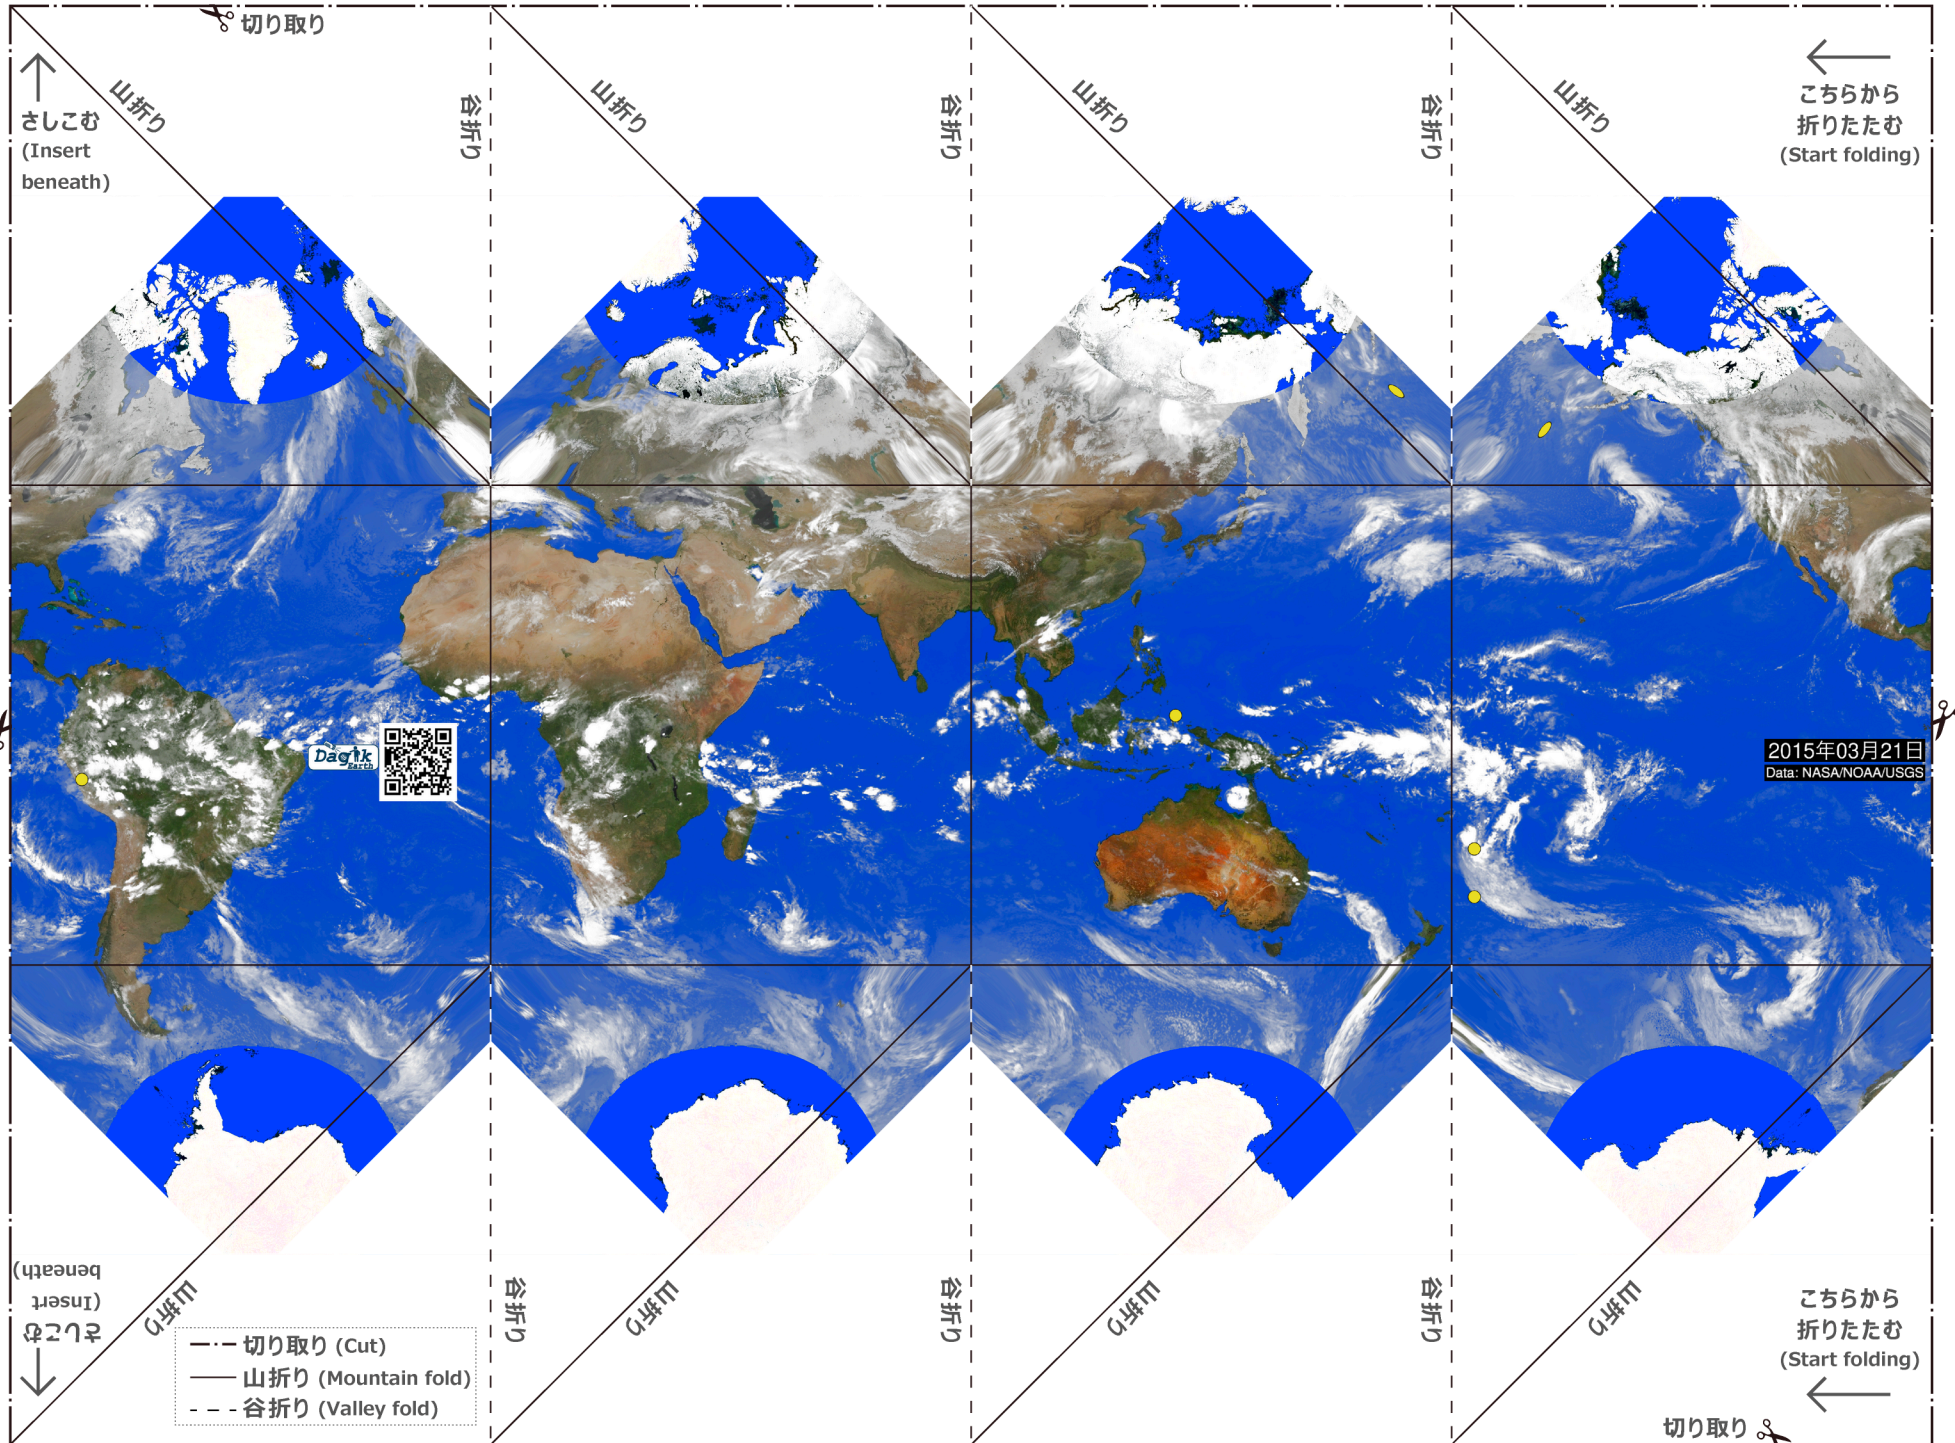 切り取り
山折り
山折り
山折り
山折り
谷折り
谷折り
谷折り
さしこむ
(Insert
beneath)
こちらから
折りたたむ
(Start folding)
Dagik
Earth
2015年03月21日
Data: NASA/NOAA/USGS
さしこむ
(Insert
beneath)
山折り
山折り
山折り
山折り
谷折り
谷折り
谷折り
こちらから
折りたたむ
(Start folding)
切り取り (Cut)
山折り (Mountain fold)
谷折り (Valley fold)
切り取り